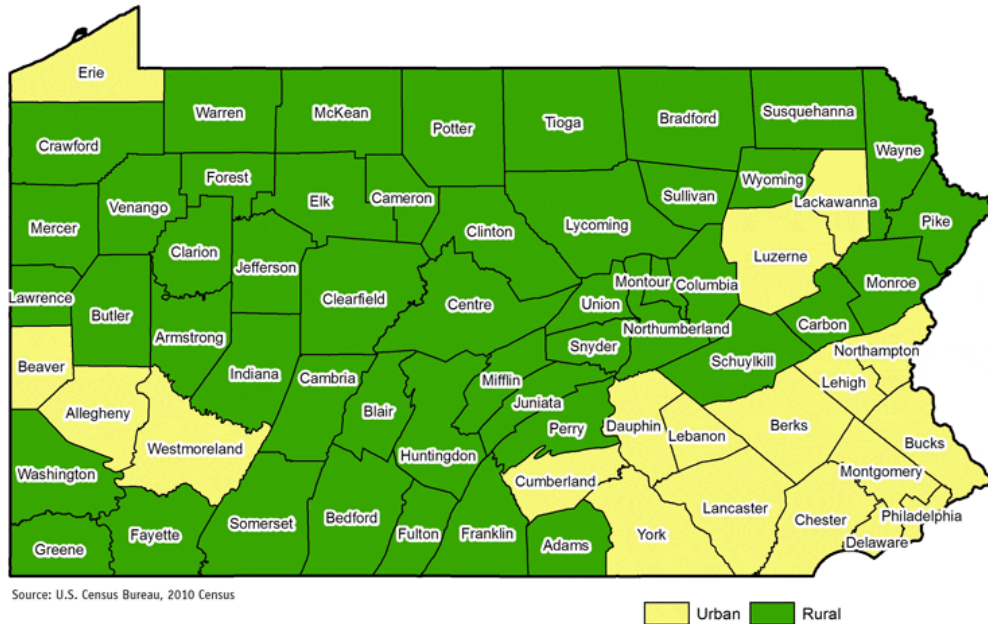 Erie
Warren
McKean
Potter
Tioga
Bradford
Susquehanna
Crawford
Wayne
Forest
Wyoming
Elk
Cameron
Sullivan
Lackawanna
Venango
Mercer
Lycoming
Pike
Clinton
Clarion
Luzerne
Jefferson
Montour
Columbia
Monroe
Lawrence
Clearfield
Centre
Union
Butler
Northumberland
Carbon
Armstrong
Snyder
Northampton
Beaver
Schuylkill
Indiana
Cambria
Mifflin
Lehigh
Juniata
Allegheny
Blair
Perry
Dauphin
Berks
Lebanon
Bucks
Westmoreland
Huntingdon
Montgomery
Washington
Cumberland
Lancaster
Philadelphia
Somerset
Bedford
Chester
Fayette
Fulton
Franklin
York
Delaware
Greene
Adams
Source: U.S. Census Bureau, 2010 Census
Urban
Rural